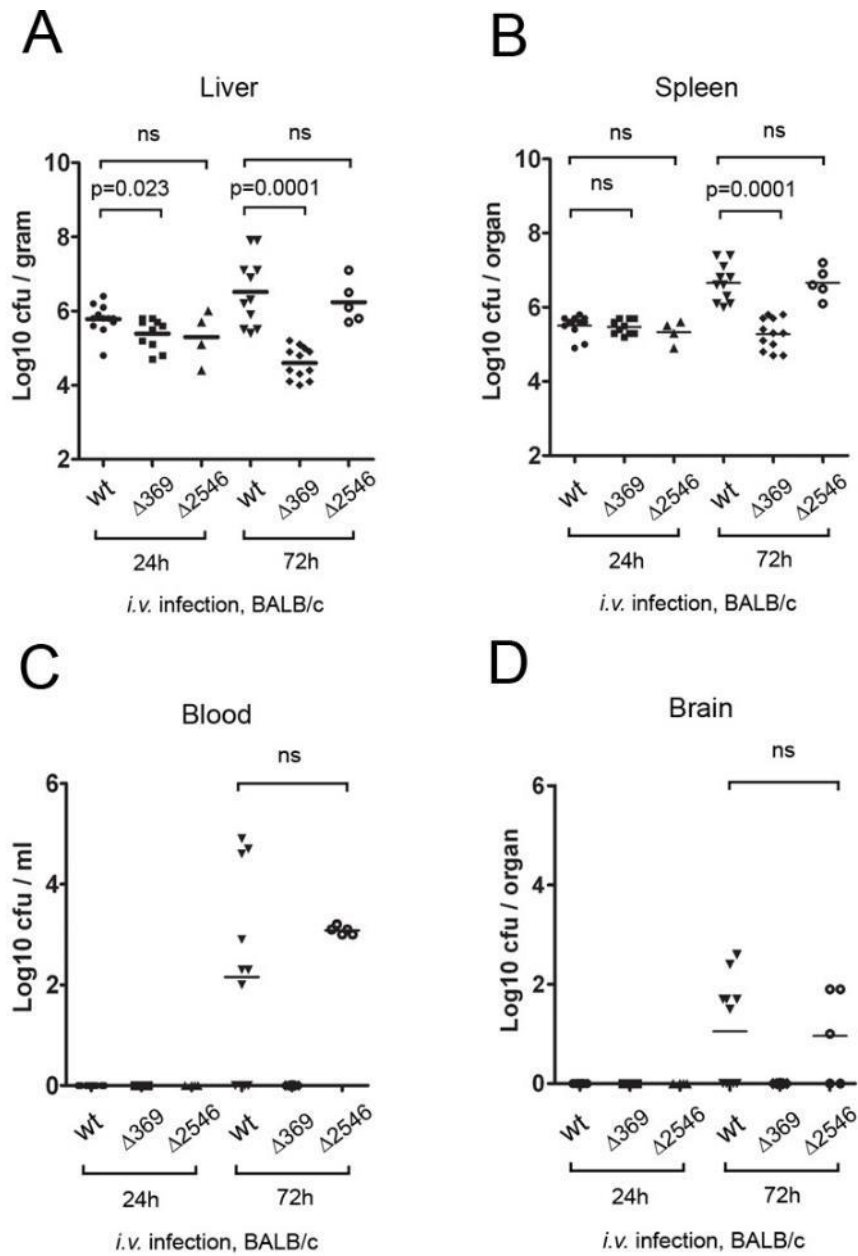 A
Liver
ns
ns
p=0.023
p=0.0001
Log10 cfu / gram
10
8
6
4
2
wt
Δ369
Δ2546
wt
Δ369
Δ2546
24h
72h
i.v. infection, BALB/c
B
Spleen
ns
ns
ns
p=0.0001
Log10 cfu / organ
10
8
6
4
2
wt
Δ369
Δ2546
wt
Δ369
Δ2546
24h
72h
i.v. infection, BALB/c
C
Blood
ns
Log10 cfu / ml
6
4
2
0
wt
Δ369
Δ2546
wt
Δ369
Δ2546
24h
72h
i.v. infection, BALB/c
D
Brain
ns
Log10 cfu / organ
6
4
2
0
wt
Δ369
Δ2546
wt
Δ369
Δ2546
24h
72h
i.v. infection, BALB/c